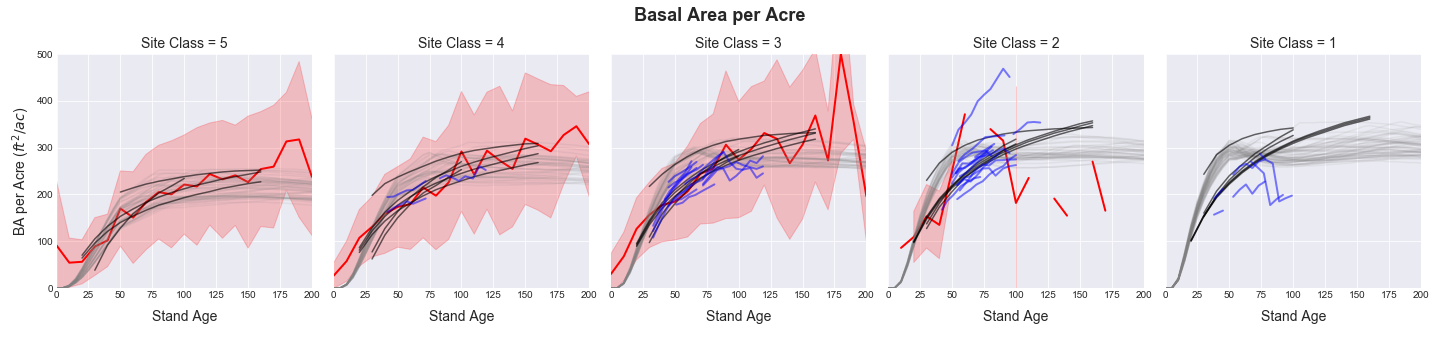 Basal Area per Acre
Site Class = 5 Site Class = 4 Site Class = 3 Site Class = 2 Site Class = 1
BA per Acre (ft²/ac)
500
400
300
200
100
0
0 25 50 75 100 125 150 175 200 0 25 50 75 100 125 150 175 200 0 25 50 75 100 125 150 175 200 0 25 50 75 100 125 150 175 200 0 25 50 75 100 125 150 175 200
Stand Age Stand Age Stand Age Stand Age Stand Age